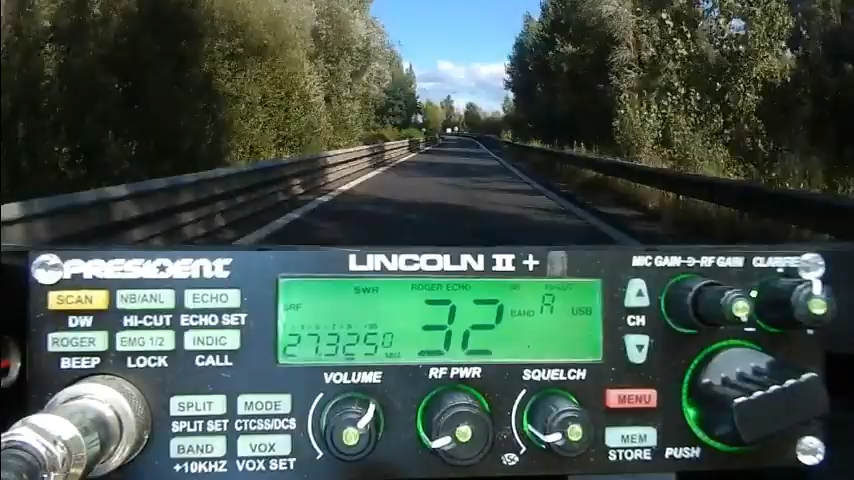 PRESIDENT LINCOLN II + MIC GAIN RF GAIN CLARIFIER
SCAN NB/ANL ECHO
DW HI-CUT ECHO SET
ROGER EMG 1/2 INDIC
BEEP LOCK CALL
SWR ROGER ECHO
SRF 32 BAND A USB
27.3250
CH
VOLUME RF PWR SQUELCH
SPLIT MODE MENU
SPLIT SET CTCSS/DCS
BAND VOX MEM
+10KHZ VOX SET STORE PUSH